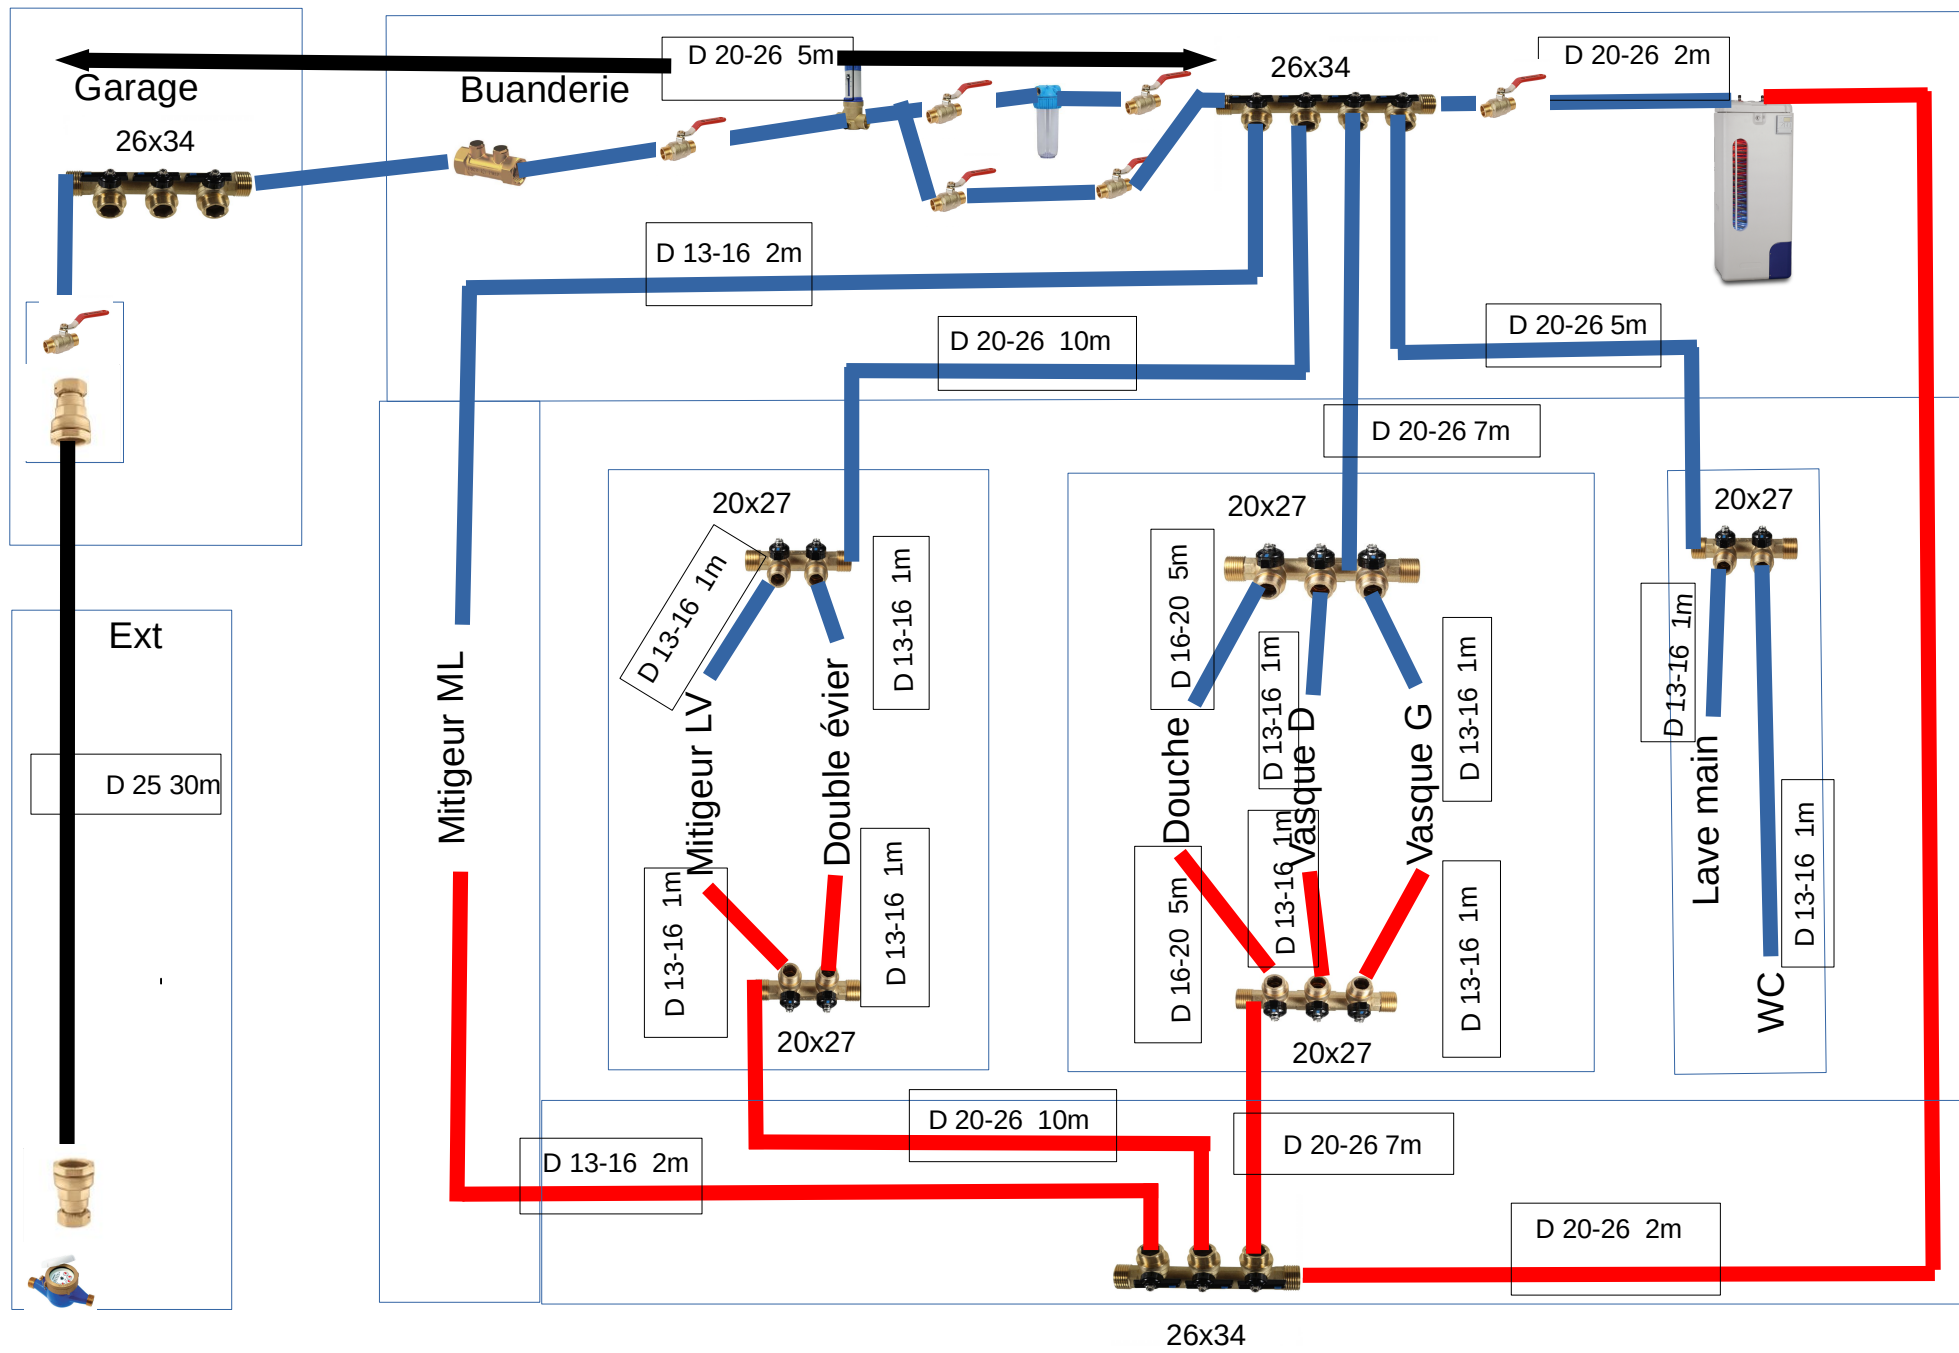 D 20-26  5m
26x34
D 20-26  2m
Garage
Buanderie
26x34
D 13-16  2m
D 20-26  10m
D 20-26 5m
D 20-26 7m
20x27
20x27
20x27
D 13-16  1m
D 13-16  1m
D 16-20  5m
D 13-16  1m
D 13-16  1m
D 13-16  1m
Ext
D 25 30m
Mitigeur ML
Mitigeur LV
Double évier
Douche
Vasque D
Vasque G
Lave main
D 13-16  1m
WC
D 13-16  1m
D 13-16  1m
D 16-20  5m
D 13-16  1m
D 13-16  1m
20x27
20x27
D 20-26  10m
D 20-26 7m
D 13-16  2m
D 20-26  2m
26x34